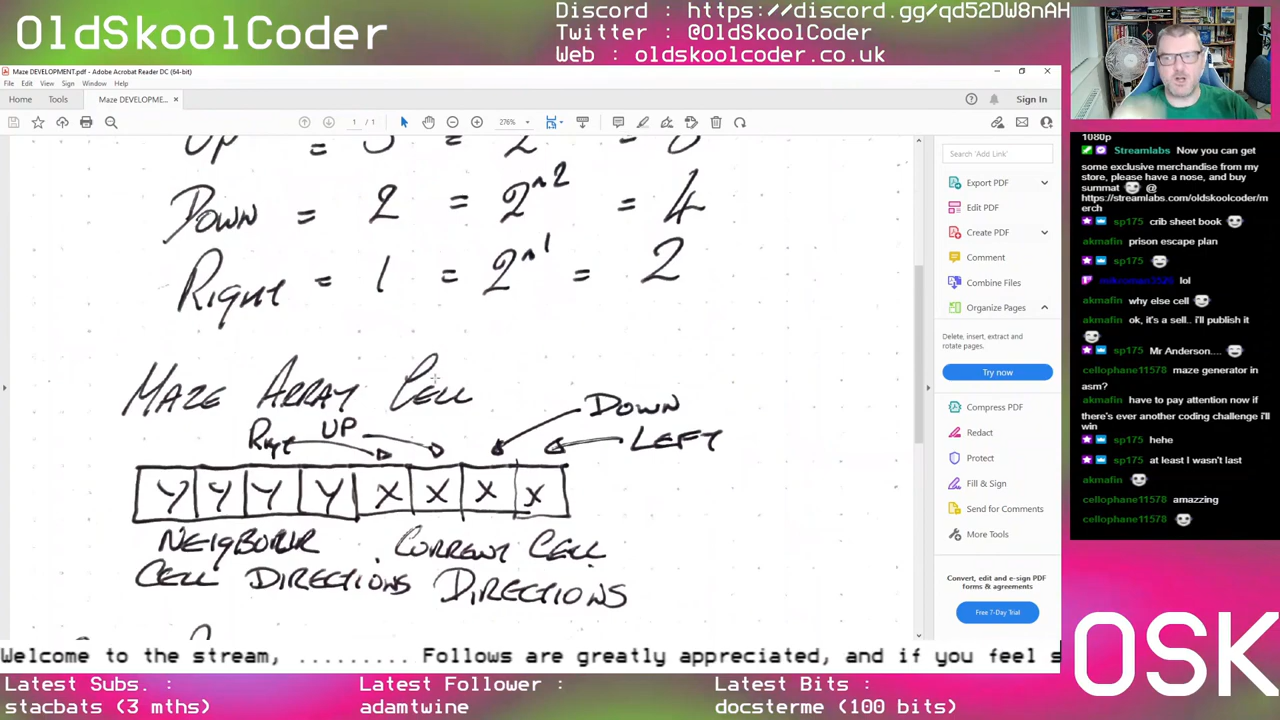 OldSkoolCoder
Discord : https://discord.gg/qd52DW8nAH
Twitter : @OldSkoolCoder
Web : oldskoolcoder.co.uk
Maze DEVELOPMENT.pdf - Adobe Acrobat Reader DC (64-bit)
File Edit View Sign Window Help
Home Tools Maze DEVELOPME... × Sign In
1 / 1 276%
UP = 3 = 2 = 8
DOWN = 2 = 2^2 = 4
RIGHT = 1 = 2^1 = 2
MAZE ARRAY CELL
Right UP DOWN
LEFT
Y Y Y Y X X X X
NEIGBOUR CURRENT CELL
CELL DIRECTIONS DIRECTIONS
Search 'Add Link'
Export PDF
Edit PDF
Create PDF
Comment
Combine Files
Organize Pages
Delete, insert, extract and
rotate pages.
Try now
Compress PDF
Redact
Protect
Fill & Sign
Send for Comments
More Tools
Convert, edit and e-sign PDF
forms & agreements
Free 7-Day Trial
1080p
Streamlabs Now you can get
some exclusive merchandise from
my store, please have a nose, and buy
summat @
https://streamlabs.com/oldskoolcoder/m
erch
sp175 crib sheet book
akmafin prison escape plan
sp175
lol
akmafin why else cell
akmafin ok, it's a sell.. i'll publish it
sp175 Mr Anderson....
cellophane11578 maze generator in
asm?
akmafin have to pay attention now if
there's ever another coding challenge i'll
win
sp175 hehe
sp175 at least I wasn't last
akmafin
cellophane11578 amazzing
cellophane11578
Welcome to the stream, ......... Follows are greatly appreciated, and if you feel s
Latest Subs. :
stacbats (3 mths)
Latest Follower :
adamtwine
Latest Bits :
docsterme (100 bits)
OSK